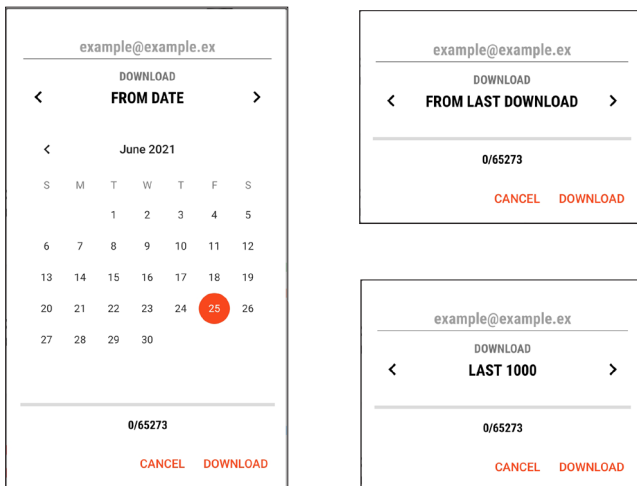 example@example.ex
DOWNLOAD
FROM DATE
June 2021
S M T W T F S
1 2 3 4 5
6 7 8 9 10 11 12
13 14 15 16 17 18 19
20 21 22 23 24 25 26
27 28 29 30
0/65273
CANCEL DOWNLOAD
example@example.ex
DOWNLOAD
FROM LAST DOWNLOAD
0/65273
CANCEL DOWNLOAD
example@example.ex
DOWNLOAD
LAST 1000
0/65273
CANCEL DOWNLOAD